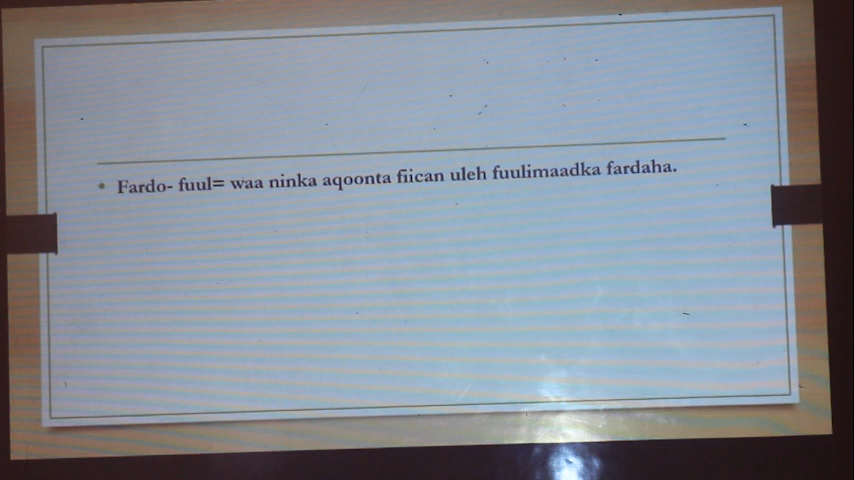 • Fardo- fuul= waa ninka aqoonta fiican uleh fuulimaadka fardaha.